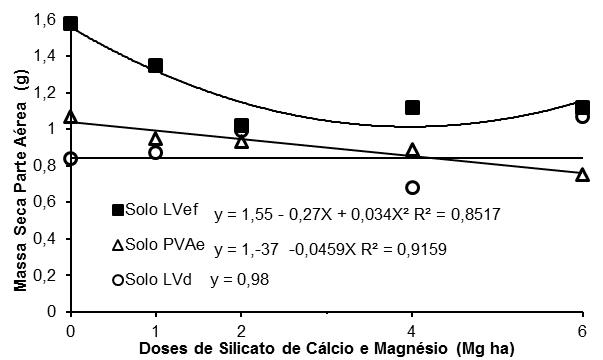 1,6
1,4
1,2
1
0,8
0,6
0,4
0,2
0
Massa Seca Parte Aérea (g)
Solo LVef y = 1,55 - 0,27X + 0,034X² R² = 0,8517
Solo PVAe y = 1,-37 -0,0459X R² = 0,9159
Solo LVd y = 0,98
0 1 2 4 6
Doses de Silicato de Cálcio e Magnésio (Mg ha)